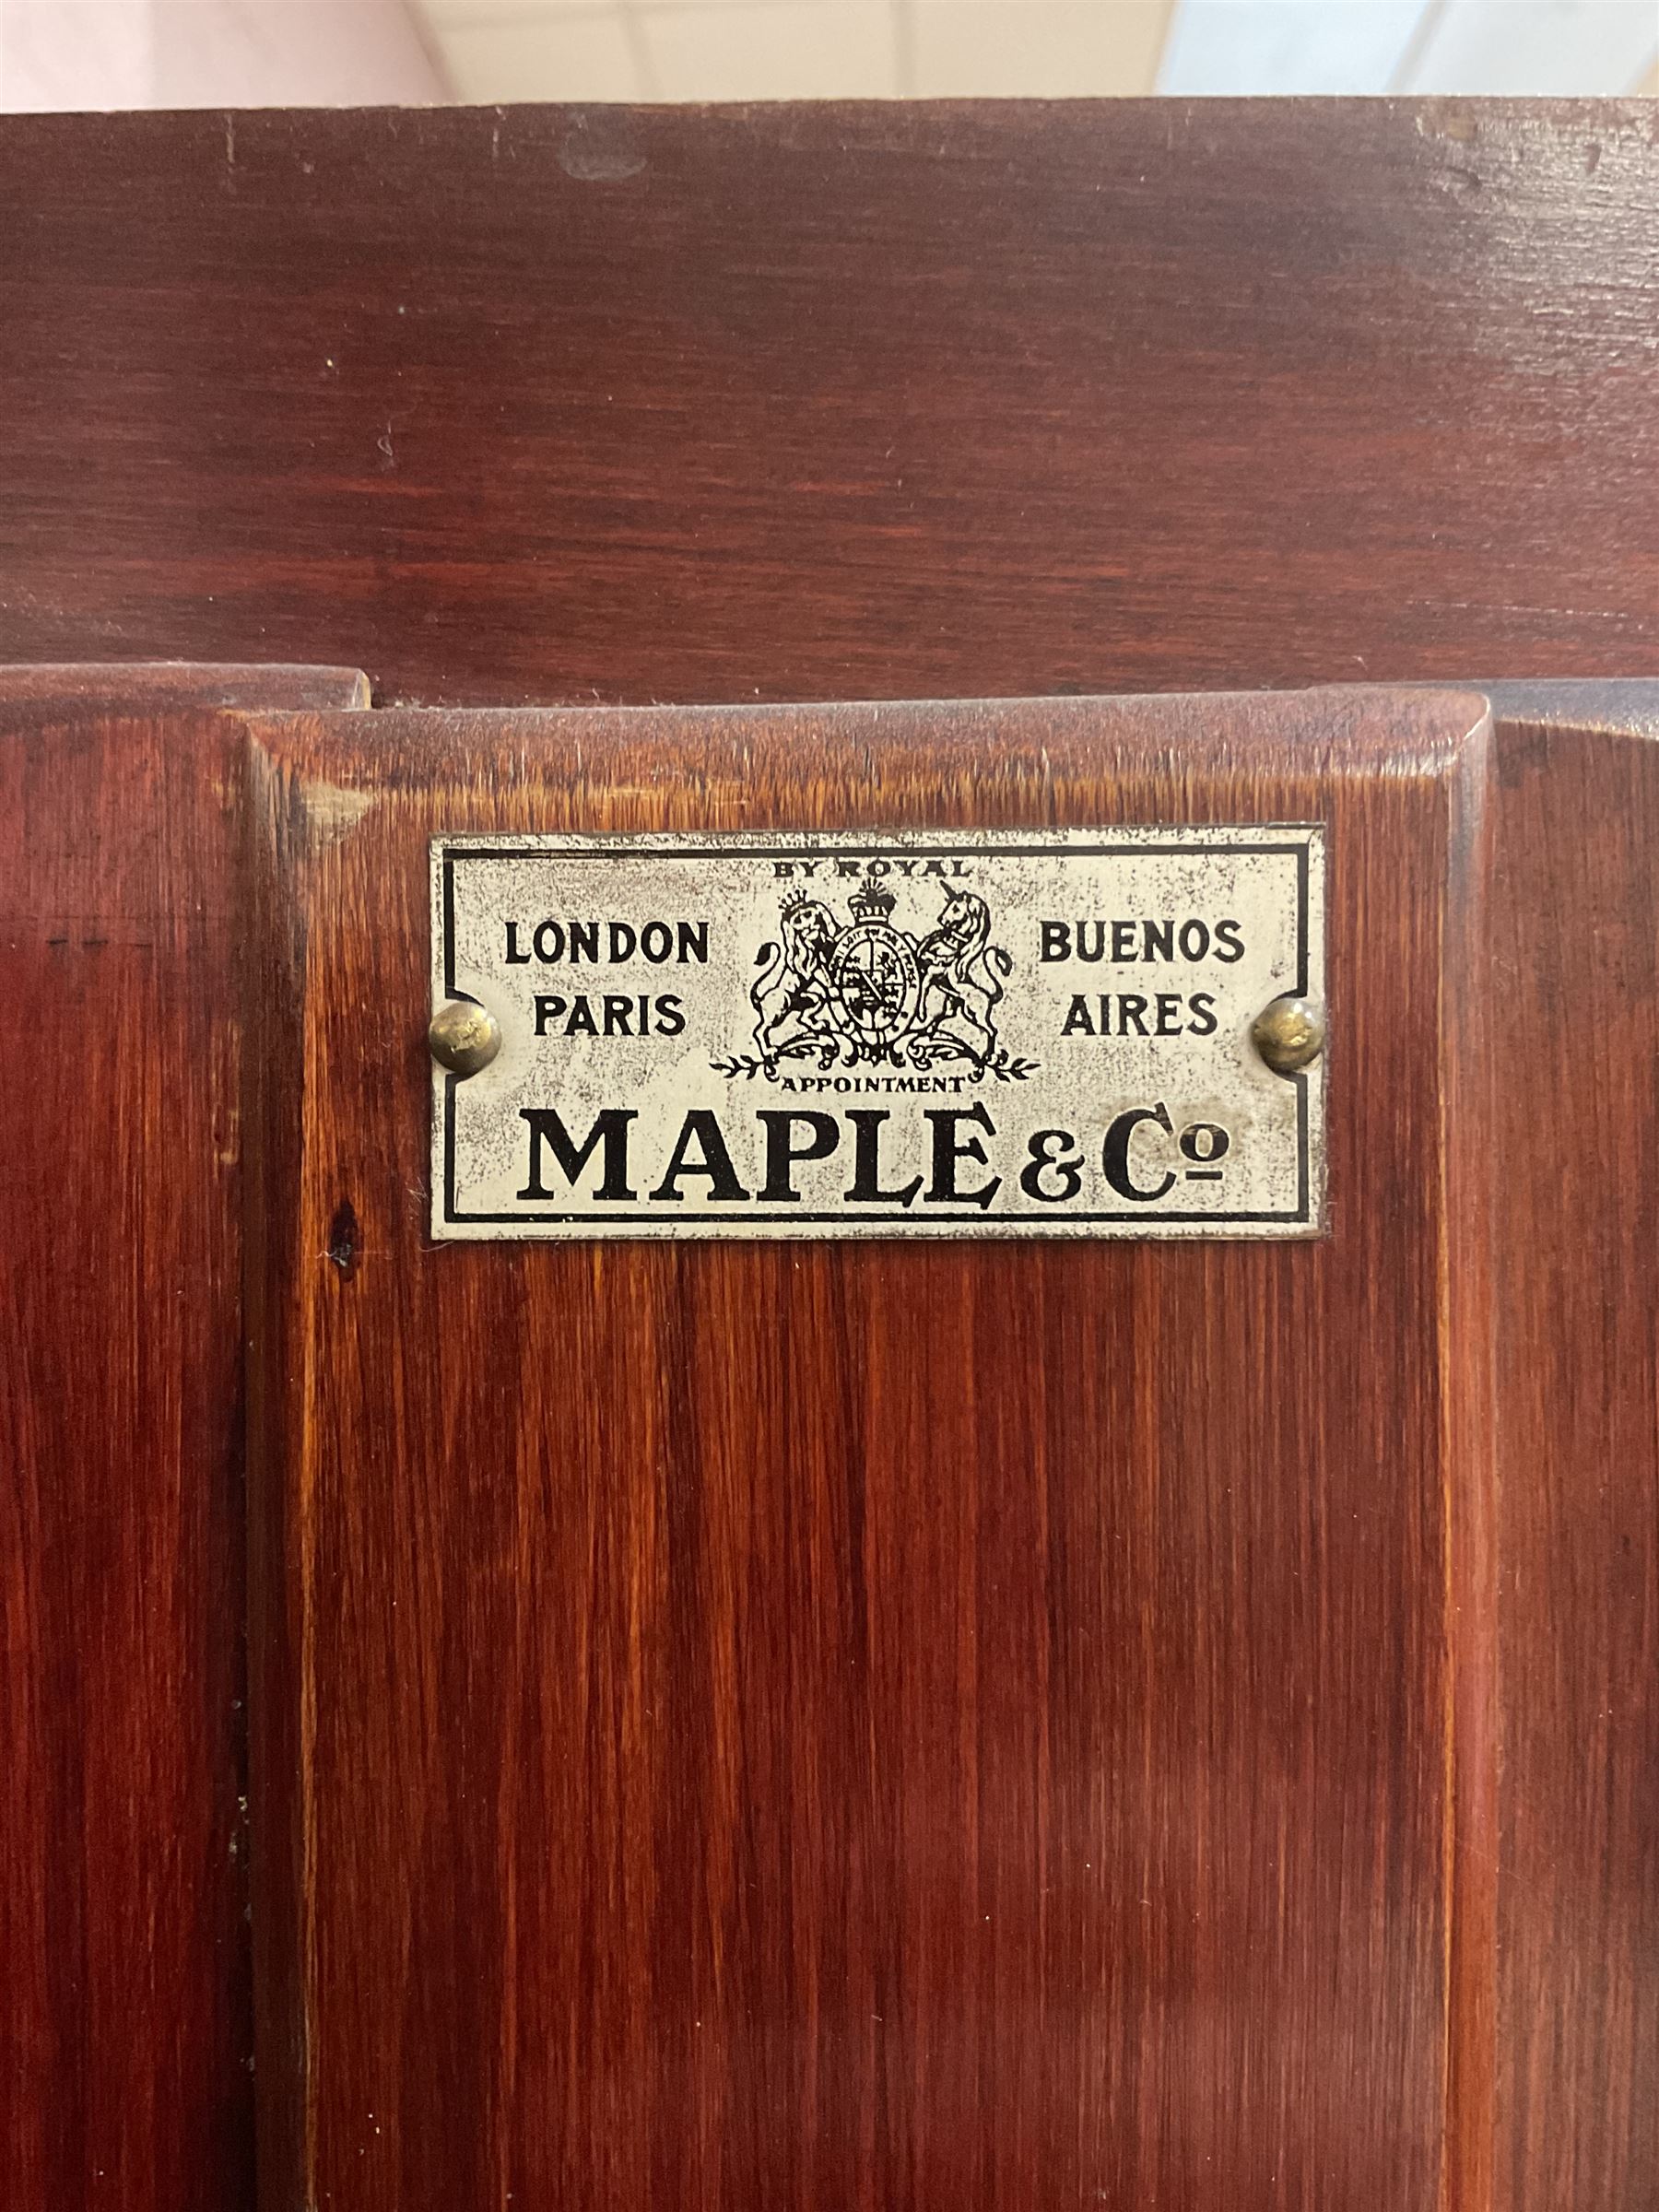 BY ROYAL
LONDON
PARIS
BUENOS
AIRES
APPOINTMENT
MAPLE & Cº